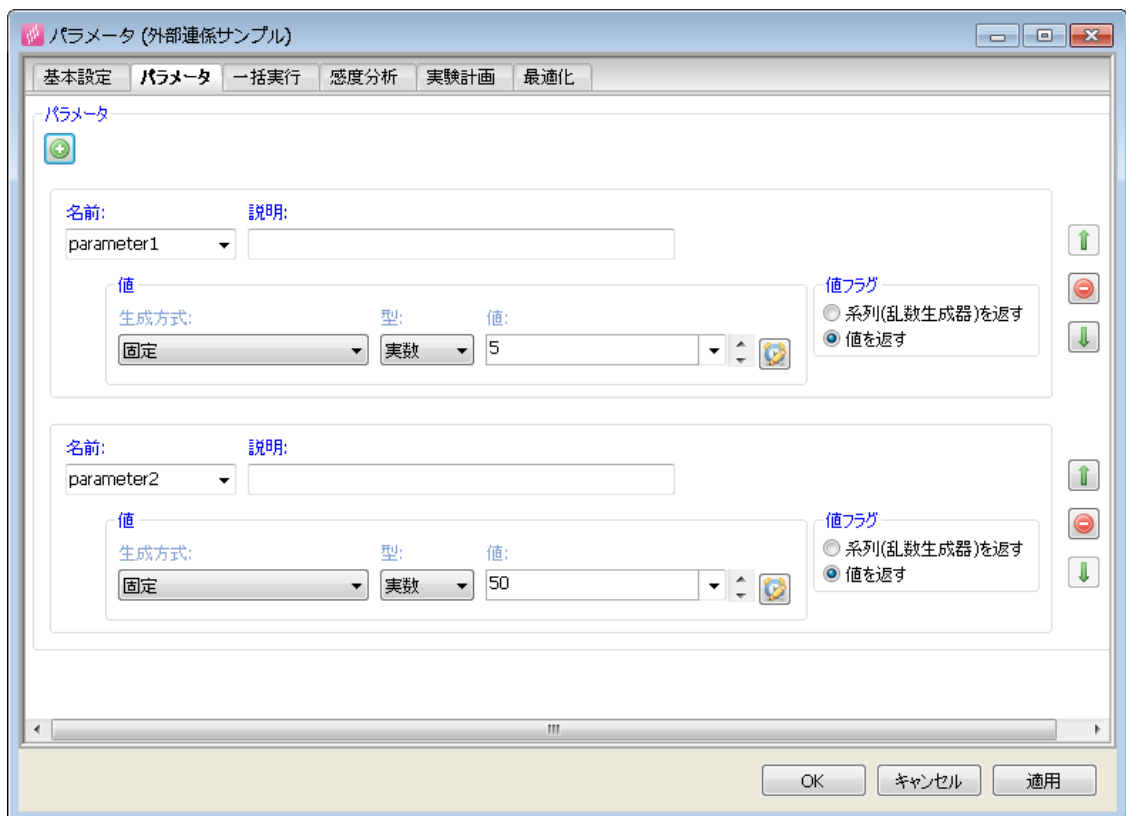 パラメータ (外部連係サンプル)
基本設定 パラメータ 一括実行 感度分析 実験計画 最適化
パラメータ
名前: 説明:
parameter1
値 値フラグ
生成方式: 型: 値: 系列(乱数生成器)を返す
固定 実数 5 値を返す
名前: 説明:
parameter2
値 値フラグ
生成方式: 型: 値: 系列(乱数生成器)を返す
固定 実数 50 値を返す
OK キャンセル 適用